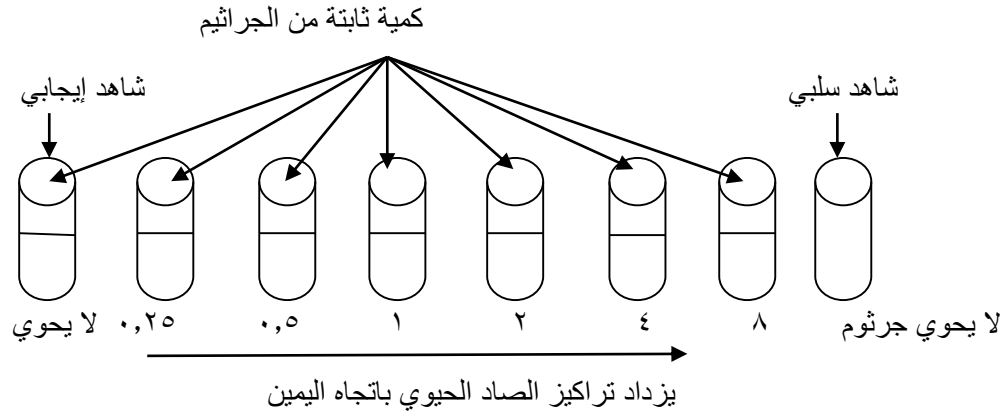 كمية ثابتة من الجراثيم
شاهد إيجابي
شاهد سلبي
لا يحوي ٠,٢٥ ٠,٥ ١ ٢ ٤ ٨ لا يحوي جرثوم
يزداد تراكيز الصاد الحيوي باتجاه اليمين